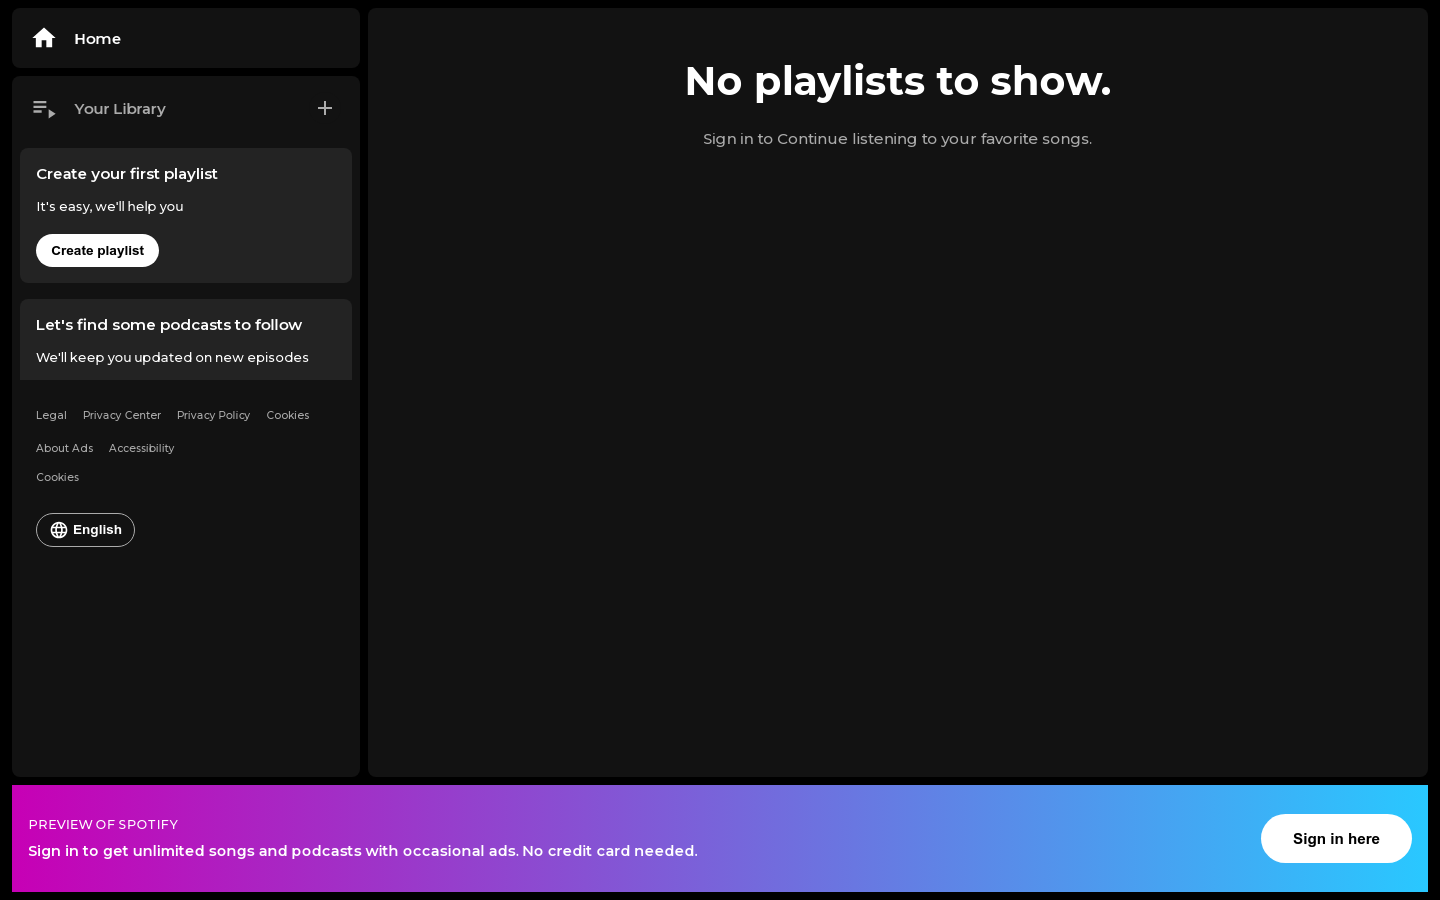 Home
Your Library
Create your first playlist
It's easy, we'll help you
Create playlist
Let's find some podcasts to follow
We'll keep you updated on new episodes
Legal Privacy Center Privacy Policy Cookies
About Ads Accessibility
Cookies
English
No playlists to show.
Sign in to Continue listening to your favorite songs.
PREVIEW OF SPOTIFY
Sign in to get unlimited songs and podcasts with occasional ads. No credit card needed.
Sign in here